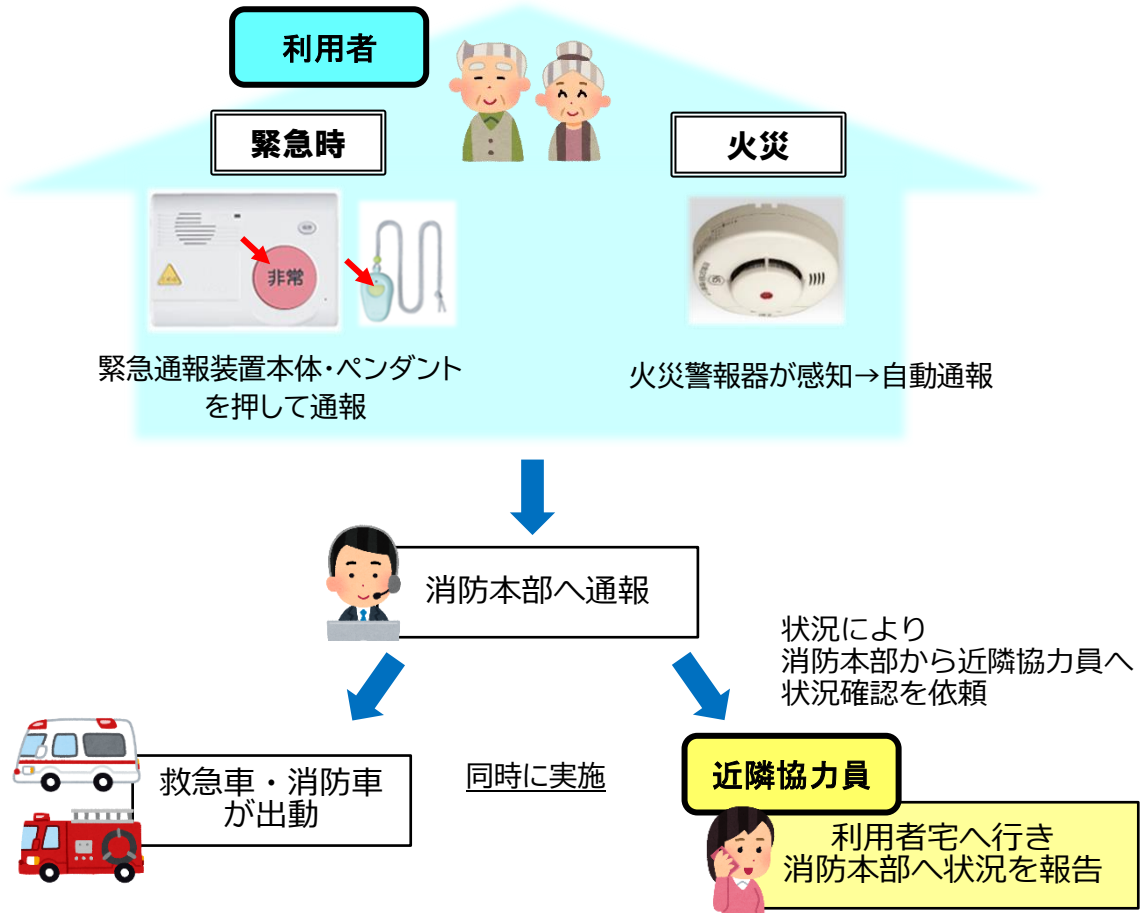 利用者
緊急時
火災
非常
緊急通報装置本体・ペンダント
を押して通報
火災警報器が感知→自動通報
消防本部へ通報
状況により
消防本部から近隣協力員へ
状況確認を依頼
救急車・消防車
が出動
同時に実施
近隣協力員
利用者宅へ行き
消防本部へ状況を報告